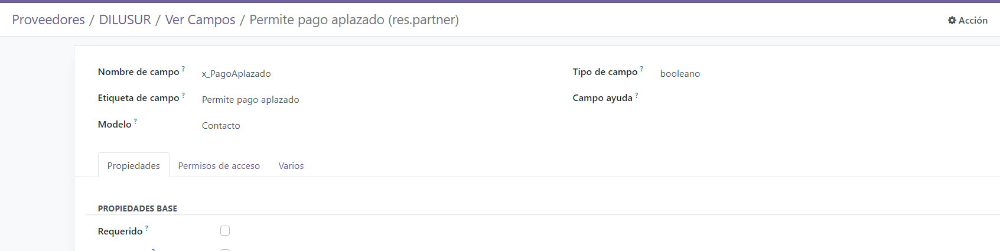 Proveedores / DILUSUR / Ver Campos / Permite pago aplazado (res.partner)
Acción
Nombre de campo ? x_PagoAplazado
Tipo de campo ? booleano
Etiqueta de campo ? Permite pago aplazado
Campo ayuda ?
Modelo ? Contacto
Propiedades Permisos de acceso Varios
PROPIEDADES BASE
Requerido ?